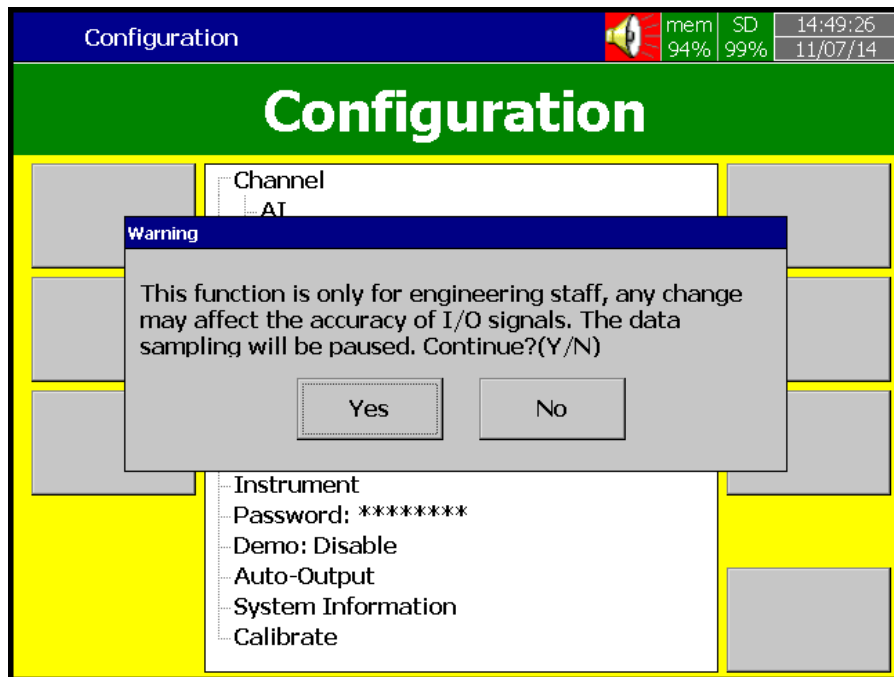 Configuration
mem SD 14:49:26
94% 99% 11/07/14
Configuration
Channel
AI
Warning
This function is only for engineering staff, any change
may affect the accuracy of I/O signals. The data
sampling will be paused. Continue?(Y/N)
Yes No
Instrument
Password: ********
Demo: Disable
Auto-Output
System Information
Calibrate